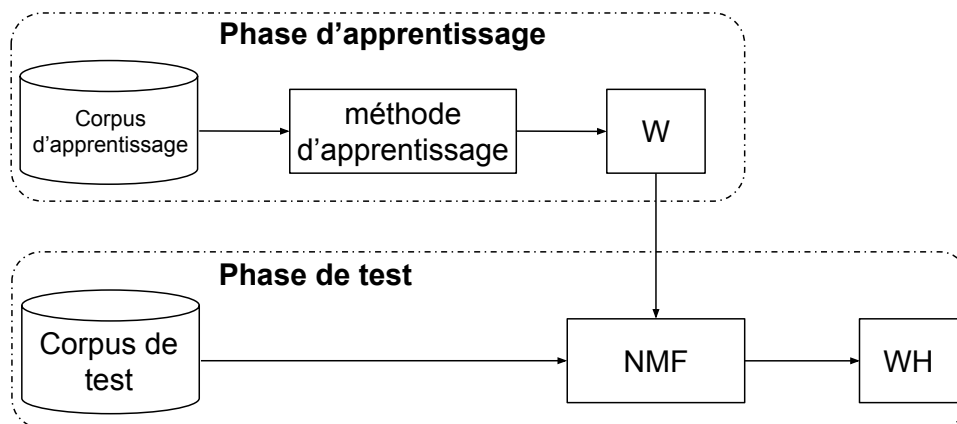 Phase d’apprentissage
Corpus
d’apprentissage
méthode
d’apprentissage
W
Phase de test
Corpus de
test
NMF
WH